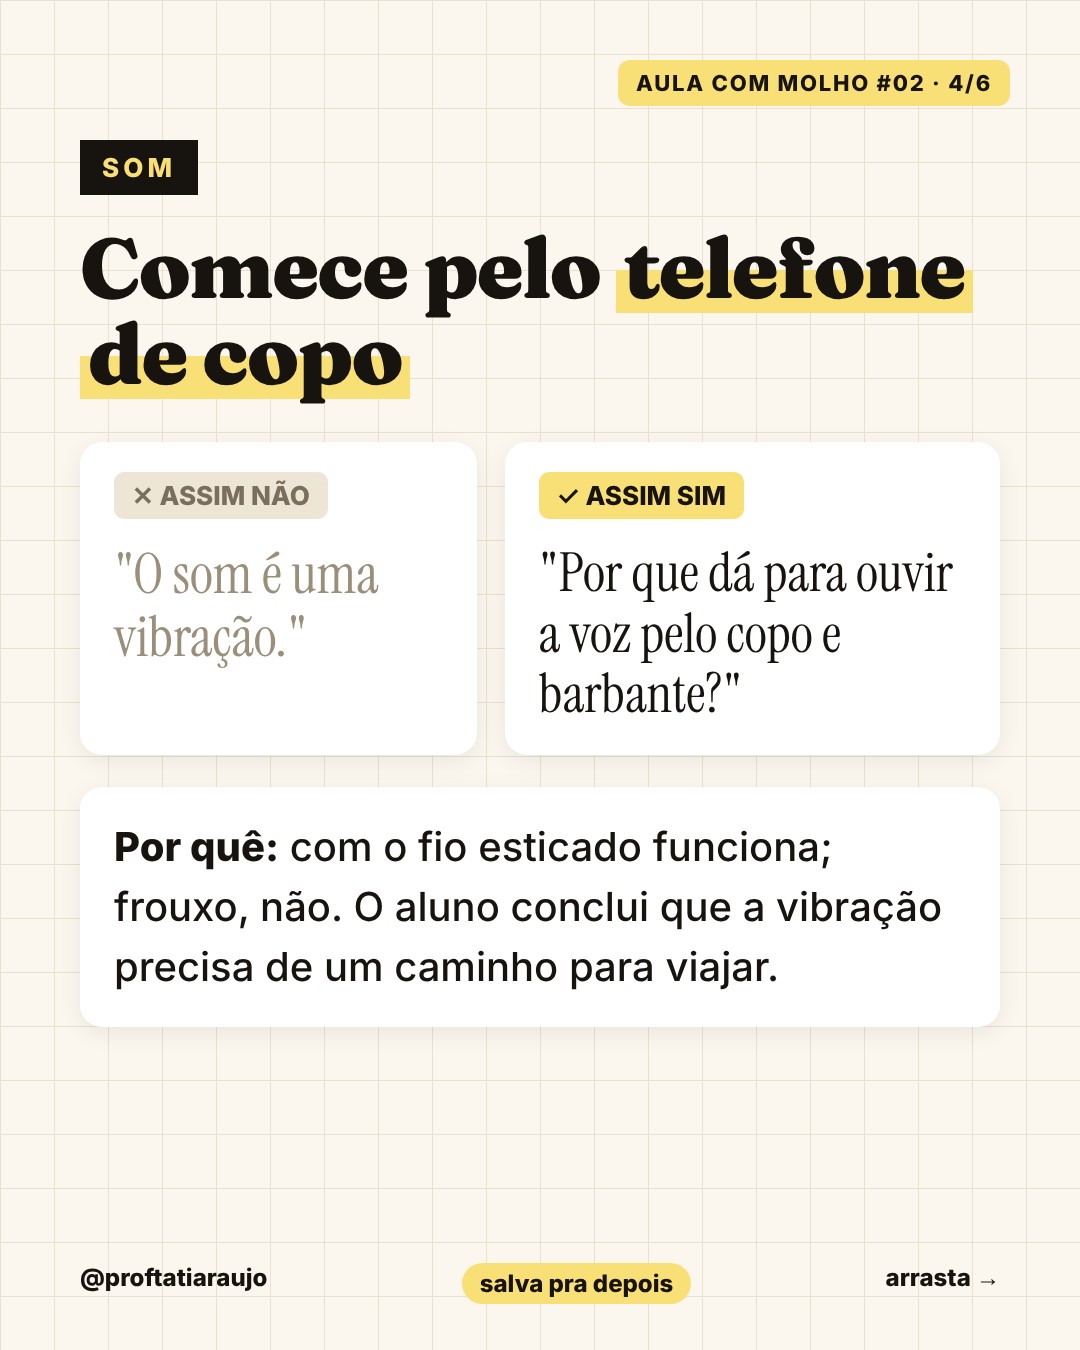 AULA COM MOLHO #02 · 4/6
SOM
Comece pelo telefone
de copo
✕ ASSIM NÃO
"O som é uma
vibração."
✓ ASSIM SIM
"Por que dá para ouvir
a voz pelo copo e
barbante?"
Por quê: com o fio esticado funciona;
frouxo, não. O aluno conclui que a vibração
precisa de um caminho para viajar.
@proftatiaraujo
salva pra depois
arrasta →